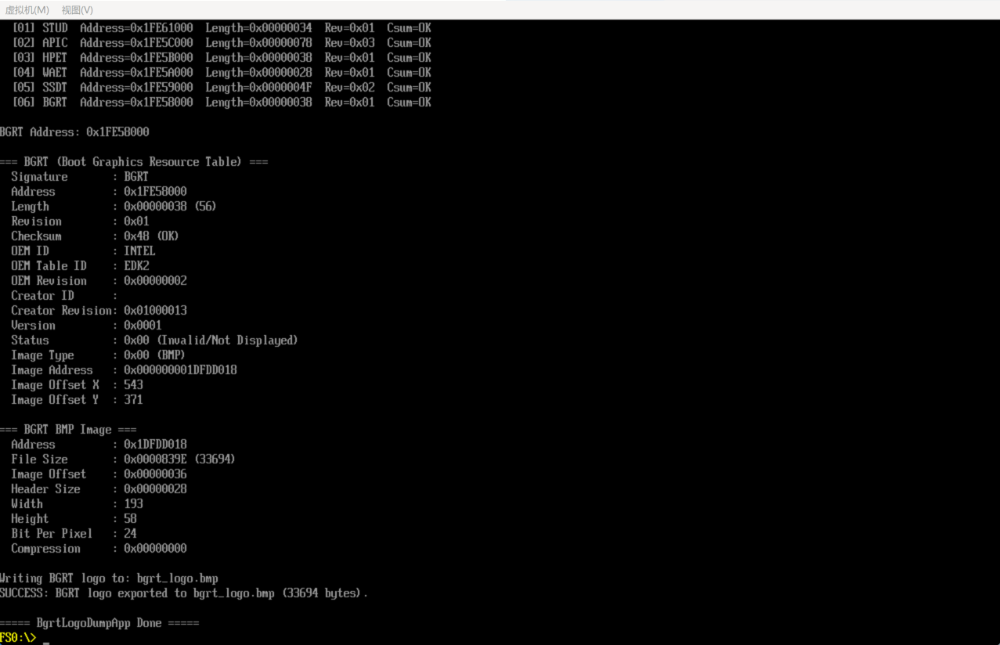 虚拟机(M) 视图(V)
[01] STUD Address=0x1FE61000 Length=0x00000034 Rev=0x01 Csum=OK
[02] APIC Address=0x1FE5C000 Length=0x00000078 Rev=0x03 Csum=OK
[03] HPET Address=0x1FE5B000 Length=0x00000038 Rev=0x01 Csum=OK
[04] WAET Address=0x1FE5A000 Length=0x00000028 Rev=0x01 Csum=OK
[05] SSDT Address=0x1FE59000 Length=0x0000004F Rev=0x02 Csum=OK
[06] BGRT Address=0x1FE58000 Length=0x00000038 Rev=0x01 Csum=OK
BGRT Address: 0x1FE58000
=== BGRT (Boot Graphics Resource Table) ===
Signature : BGRT
Address : 0x1FE58000
Length : 0x00000038 (56)
Revision : 0x01
Checksum : 0x48 (OK)
OEM ID : INTEL
OEM Table ID : EDK2
OEM Revision : 0x00000002
Creator ID :
Creator Revision: 0x01000013
Version : 0x0001
Status : 0x00 (Invalid/Not Displayed)
Image Type : 0x00 (BMP)
Image Address : 0x000000001DFDD018
Image Offset X : 543
Image Offset Y : 371
=== BGRT BMP Image ===
Address : 0x1DFDD018
File Size : 0x0000839E (33694)
Image Offset : 0x00000036
Header Size : 0x00000028
Width : 193
Height : 58
Bit Per Pixel : 24
Compression : 0x00000000
Writing BGRT logo to: bgrt_logo.bmp
SUCCESS: BGRT logo exported to bgrt_logo.bmp (33694 bytes).
===== BgrtLogoDumpApp Done =====
FS0:\> _